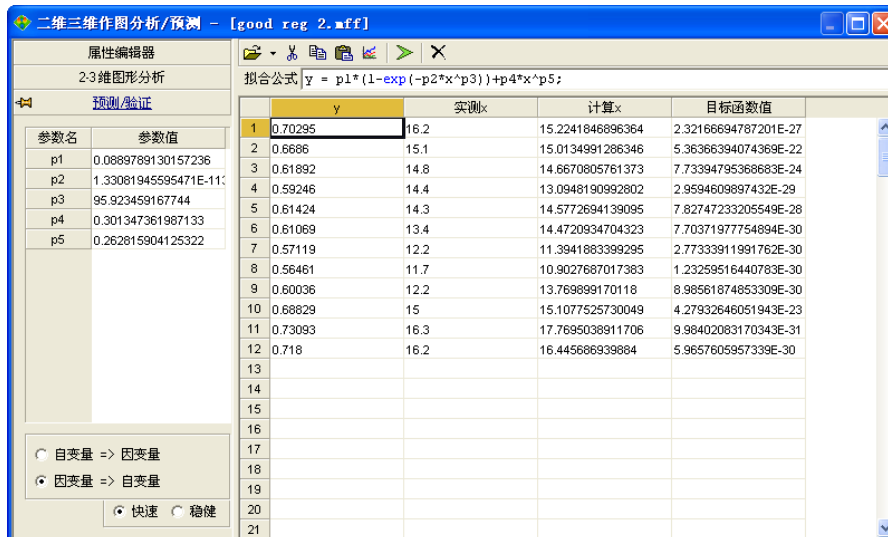 二维三维作图分析/预测 - [good reg 2.mff]
属性编辑器
2-3维图形分析
预测/验证
拟合公式 y = p1*(1-exp(-p2*x^p3))+p4*x^p5;
参数名 参数值
p1 0.0889789130157236
p2 1.33081945595471E-113
p3 95.923459167744
p4 0.301347361987133
p5 0.262815904125322
y 实测x 计算x 目标函数值
1 0.70295 16.2 15.2241846896364 2.32166694787201E-27
2 0.6686 15.1 15.0134991286346 5.36366394074369E-22
3 0.61892 14.8 14.6670805761373 7.73394795368683E-24
4 0.59246 14.4 13.0948190992802 2.9594609897432E-29
5 0.61424 14.3 14.5772694139095 7.82747233205549E-28
6 0.61069 13.4 14.4720934704323 7.70371977754894E-30
7 0.57119 12.2 11.3941883399295 2.77333911991762E-30
8 0.56461 11.7 10.9027687017383 1.23259516440783E-30
9 0.60036 12.2 13.769899170118 8.98561874853309E-30
10 0.68829 15 15.1077525730049 4.27932646051943E-23
11 0.73093 16.3 17.7695038911706 9.98402083170343E-31
12 0.718 16.2 16.445686939884 5.9657605957339E-30
13
14
15
16
17
18
19
20
21
自变量 => 因变量
因变量 => 自变量
快速 稳健